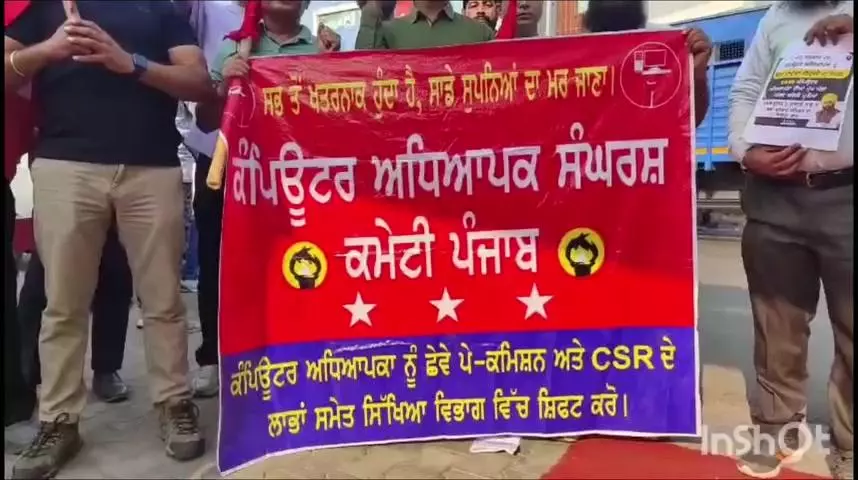 ਸਭ ਤੋਂ ਖਤਰਨਾਕ ਹੁੰਦਾ ਹੈ, ਸਾਡੇ ਸੁਪਨਿਆਂ ਦਾ ਮਰ ਜਾਣਾ।
ਕੰਪਿਊਟਰ ਅਧਿਆਪਕ ਸੰਘਰਸ਼
ਕਮੇਟੀ ਪੰਜਾਬ
ਕੰਪਿਊਟਰ ਅਧਿਆਪਕਾ ਨੂੰ ਛੇਵੇ ਪੇ-ਕਮਿਸ਼ਨ ਅਤੇ CSR ਦੇ
ਲਾਭਾਂ ਸਮੇਤ ਸਿੱਖਿਆ ਵਿਭਾਗ ਵਿੱਚ ਸ਼ਿਫਟ ਕਰੋ।
InShOt